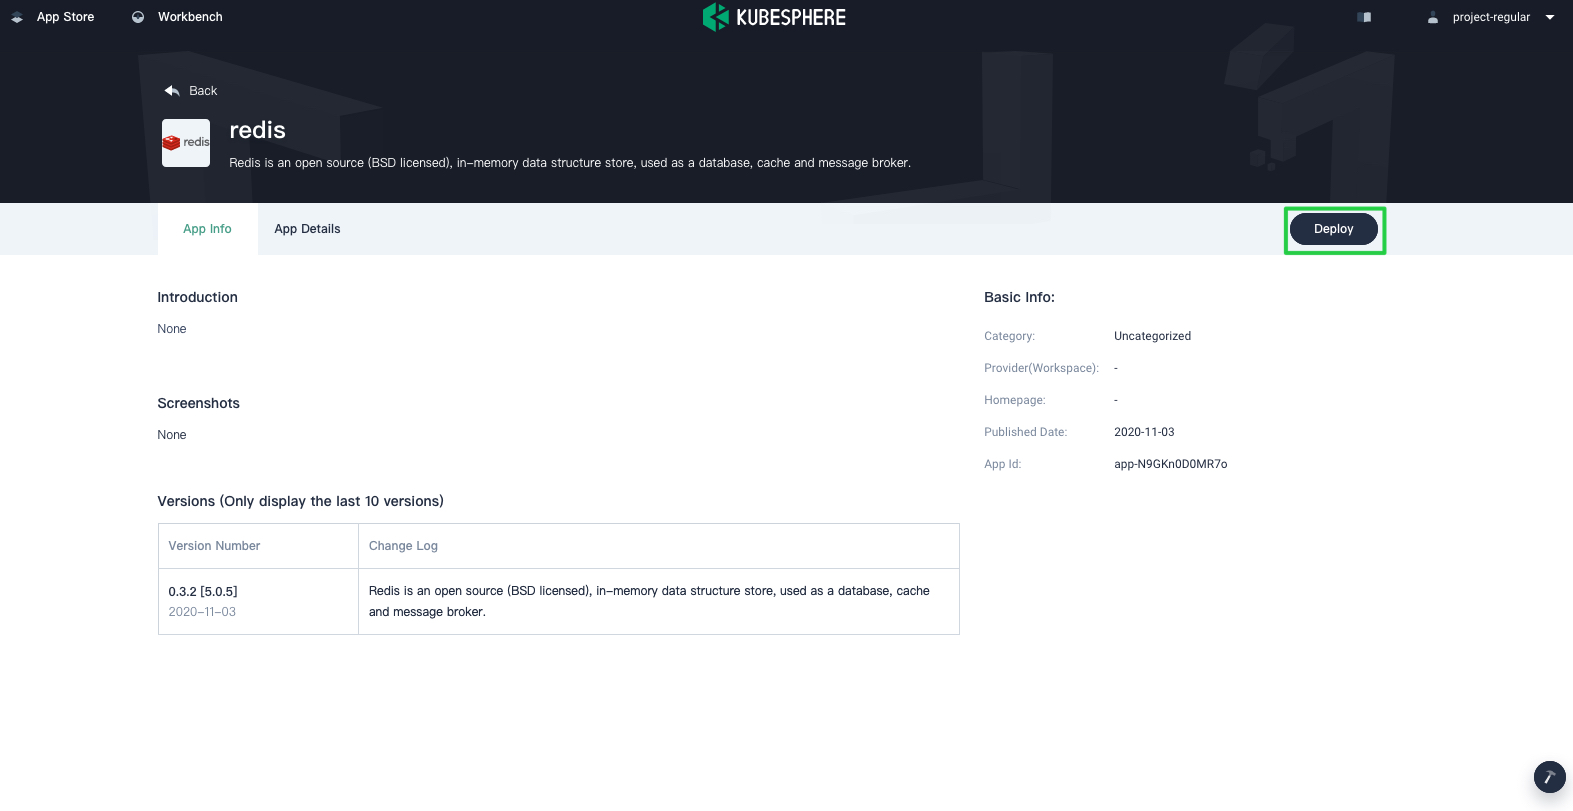 App Store
Workbench
KUBESPHERE
project-regular
Back
redis
redis
Redis is an open source (BSD licensed), in-memory data structure store, used as a database, cache and message broker.
App Info
App Details
Deploy
Introduction
None
Screenshots
None
Versions (Only display the last 10 versions)
Version Number
Change Log
0.3.2 [5.0.5]
2020-11-03
Redis is an open source (BSD licensed), in-memory data structure store, used as a database, cache
and message broker.
Basic Info:
Category: Uncategorized
Provider(Workspace): -
Homepage: -
Published Date: 2020-11-03
App Id: app-N9GKn0D0MR7o